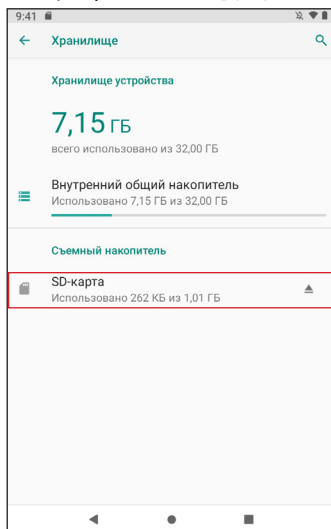 9:41
Хранилище
Хранилище устройства
7,15 ГБ
всего использовано из 32,00 ГБ
Внутренний общий накопитель
Использовано 7,15 ГБ из 32,00 ГБ
Съемный накопитель
SD-карта
Использовано 262 КБ из 1,01 ГБ